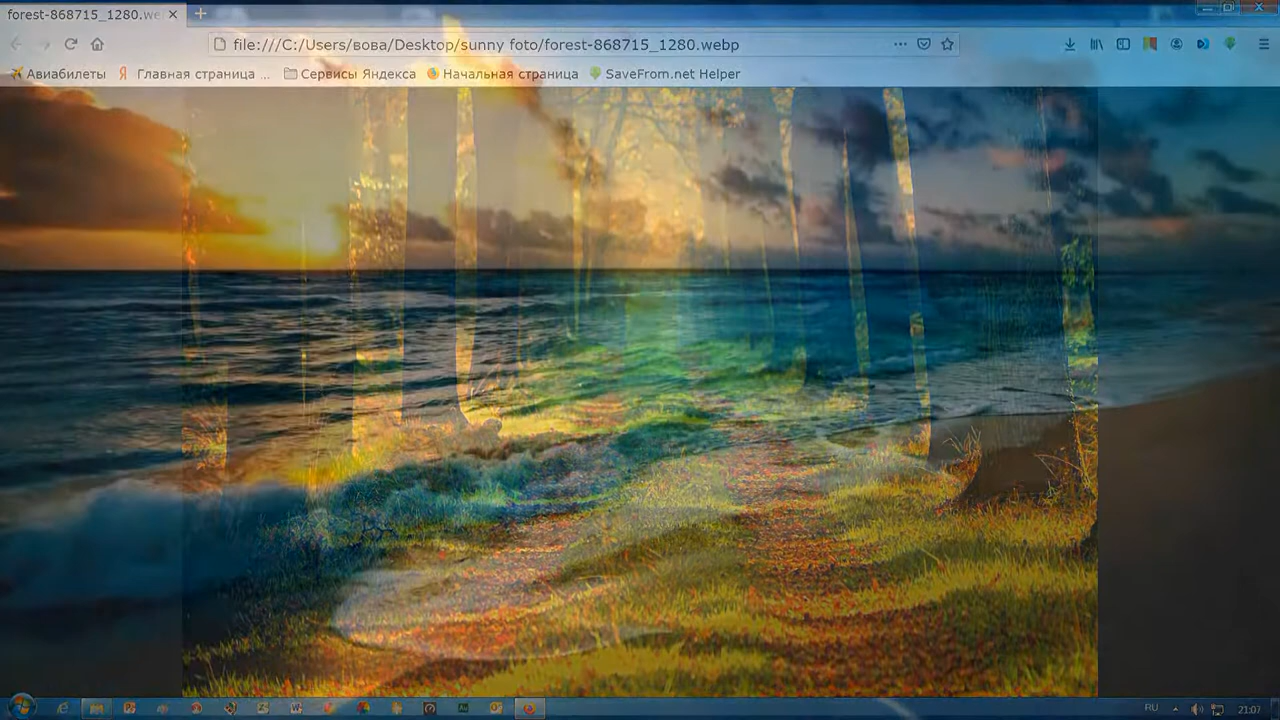 forest-868715_1280.we
file:///C:/Users/вова/Desktop/sunny foto/forest-868715_1280.webp
Авиабилеты Главная страница ... Сервисы Яндекса Начальная страница SaveFrom.net Helper
RU 21:07